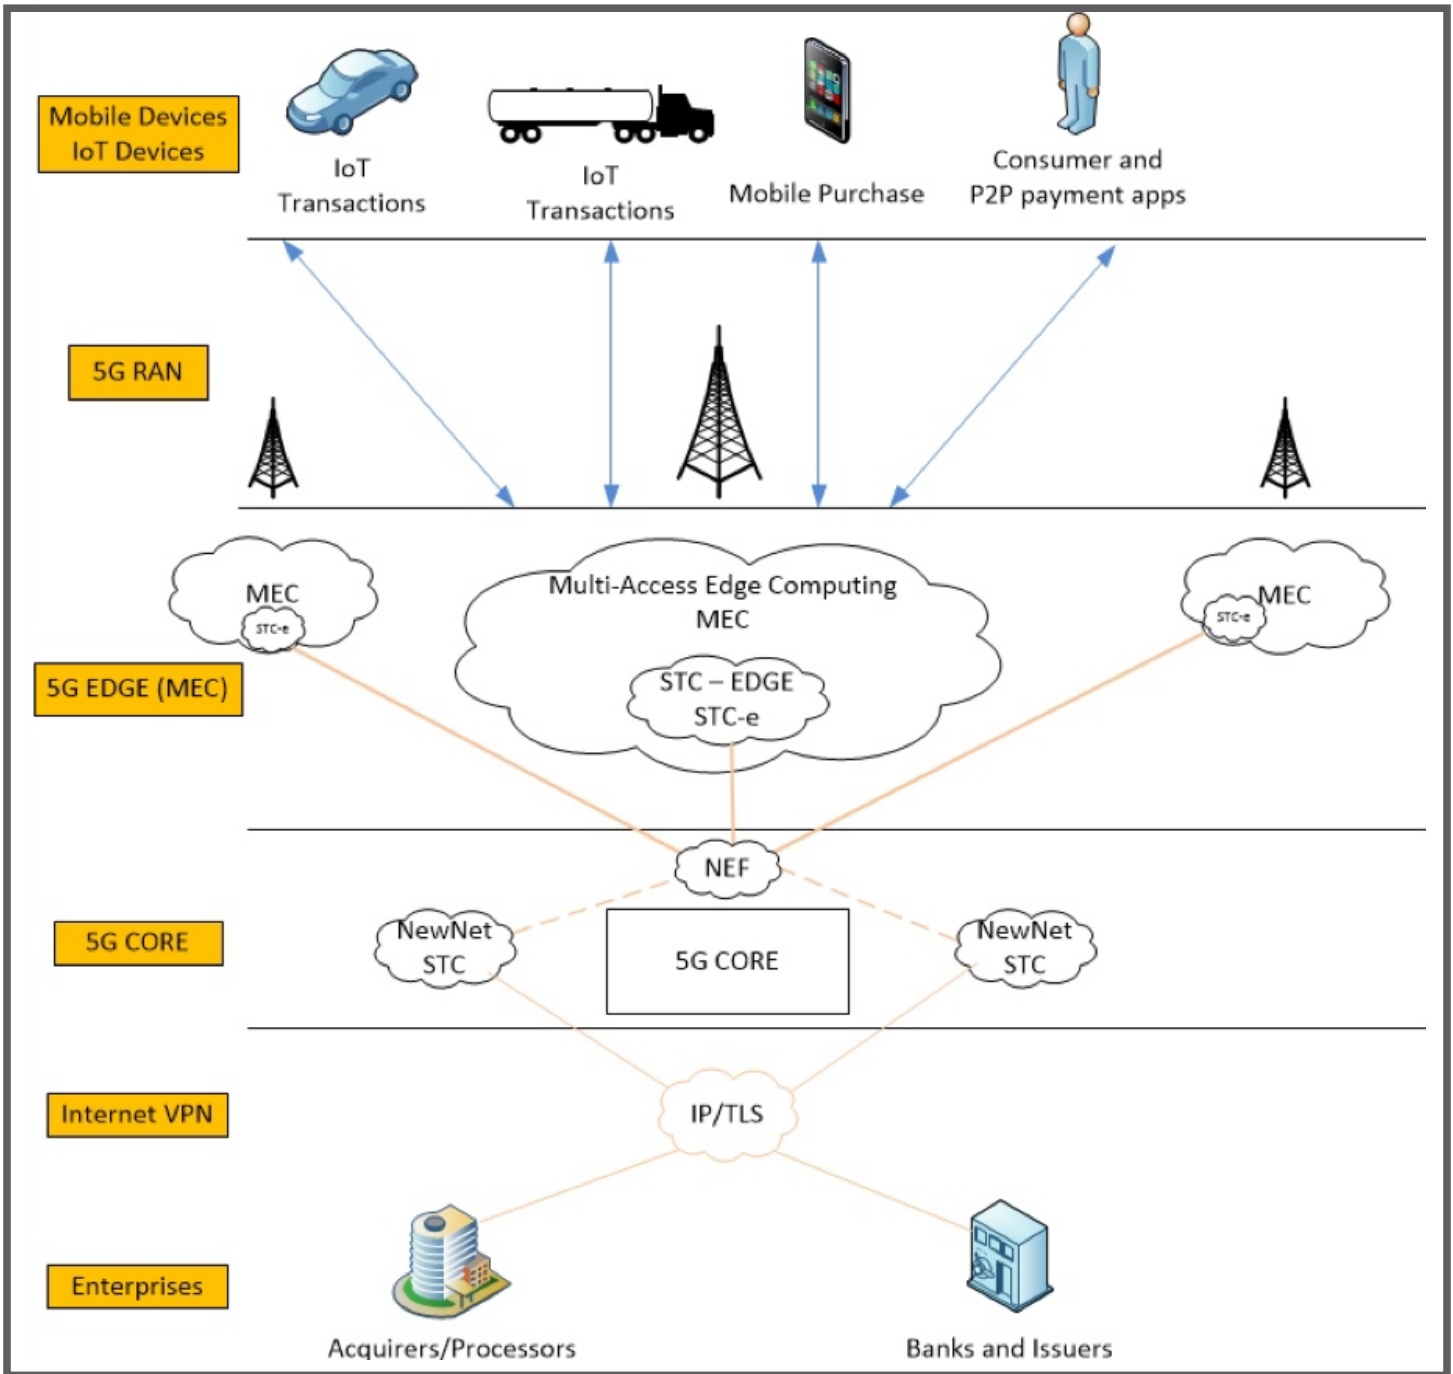 Mobile Devices
IoT Devices
IoT
Transactions
IoT
Transactions
Mobile Purchase
Consumer and
P2P payment apps
5G RAN
MEC
STC-e
Multi-Access Edge Computing
MEC
STC – EDGE
STC-e
MEC
STC-e
5G EDGE (MEC)
NEF
5G CORE
NewNet
STC
5G CORE
NewNet
STC
Internet VPN
IP/TLS
Enterprises
Acquirers/Processors
Banks and Issuers